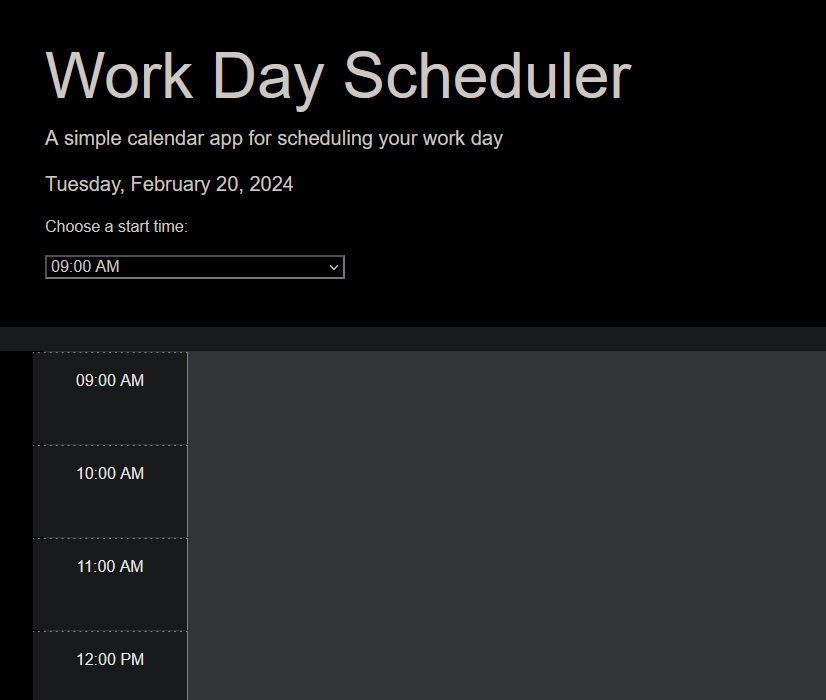 Work Day Scheduler
A simple calendar app for scheduling your work day
Tuesday, February 20, 2024
Choose a start time:
09:00 AM
09:00 AM
10:00 AM
11:00 AM
12:00 PM